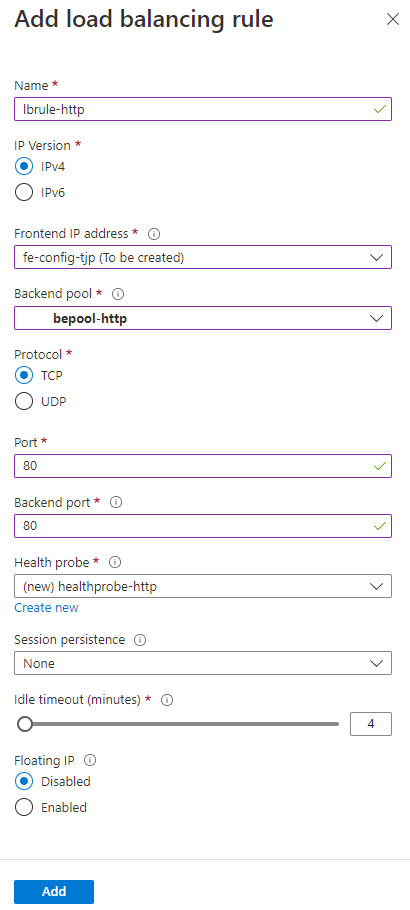 Add load balancing rule
Name *
lbrule-http
IP Version *
IPv4
IPv6
Frontend IP address *
fe-config-tjp (To be created)
Backend pool *
bepool-http
Protocol *
TCP
UDP
Port *
80
Backend port *
80
Health probe *
(new) healthprobe-http
Create new
Session persistence
None
Idle timeout (minutes) *
4
Floating IP
Disabled
Enabled
Add